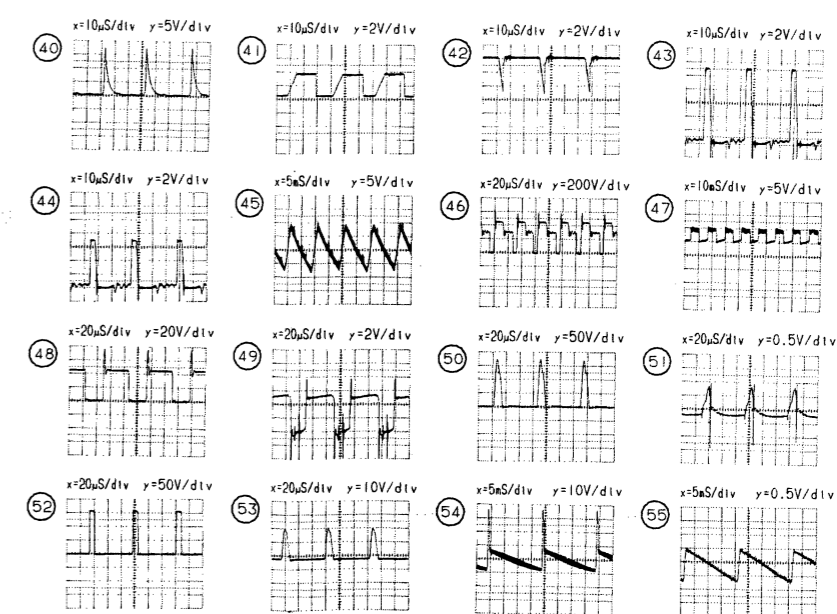 40 x=10µS/div y=5V/div
41 x=10µS/div y=2V/div
42 x=10µS/div y=2V/div
43 x=10µS/div y=2V/div
44 x=10µS/div y=2V/div
45 x=5mS/div y=5V/div
46 x=20µS/div y=200V/div
47 x=10mS/div y=5V/div
48 x=20µS/div y=20V/div
49 x=20µS/div y=2V/div
50 x=20µS/div y=50V/div
51 x=20µS/div y=0.5V/div
52 x=20µS/div y=50V/div
53 x=20µS/div y=10V/div
54 x=5mS/div y=10V/div
55 x=5mS/div y=0.5V/div